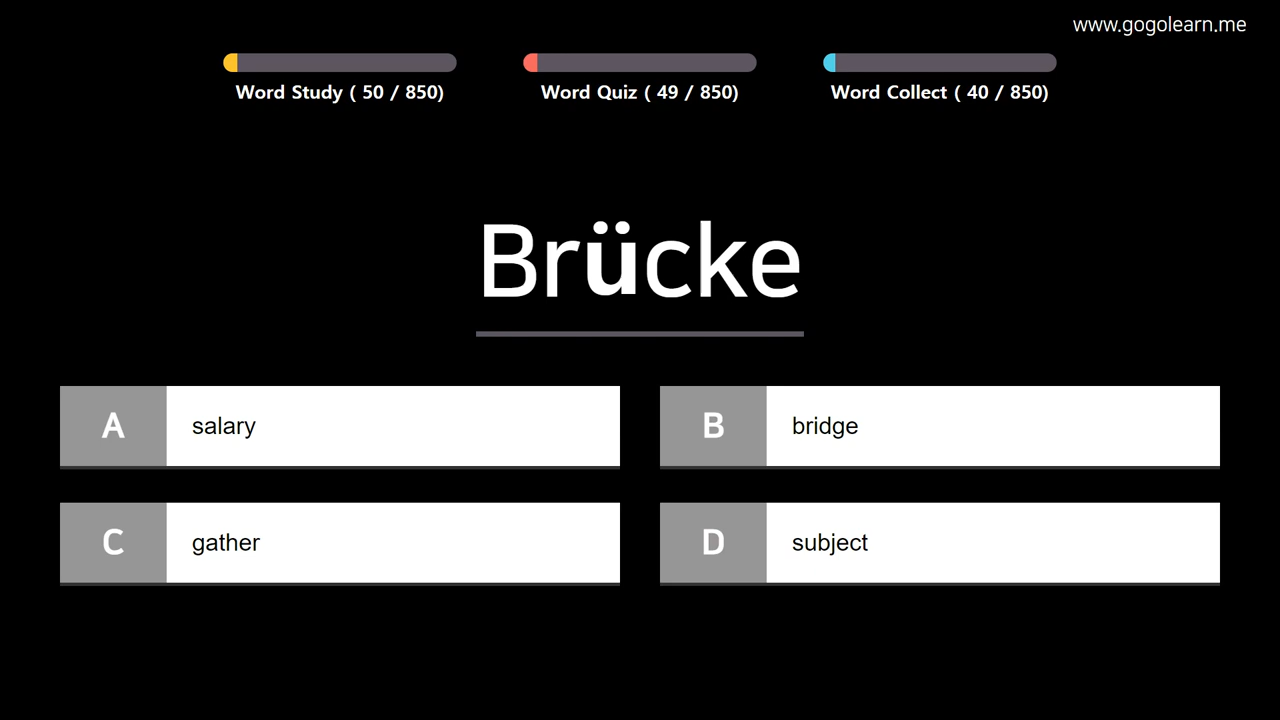 www.gogolearn.me
Word Study ( 50 / 850)
Word Quiz ( 49 / 850)
Word Collect ( 40 / 850)
Brücke
A
salary
B
bridge
C
gather
D
subject